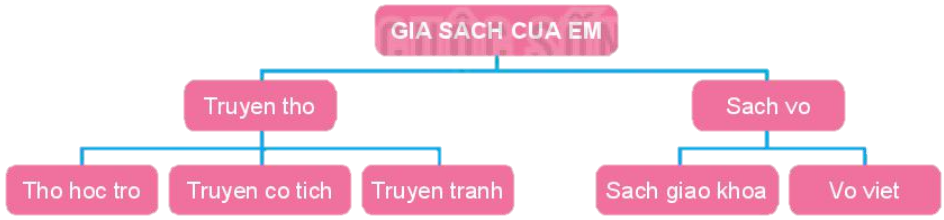 GIA SACH CUA EM
Truyen tho
Sach vo
Tho hoc tro
Truyen co tich
Truyen tranh
Sach giao khoa
Vo viet